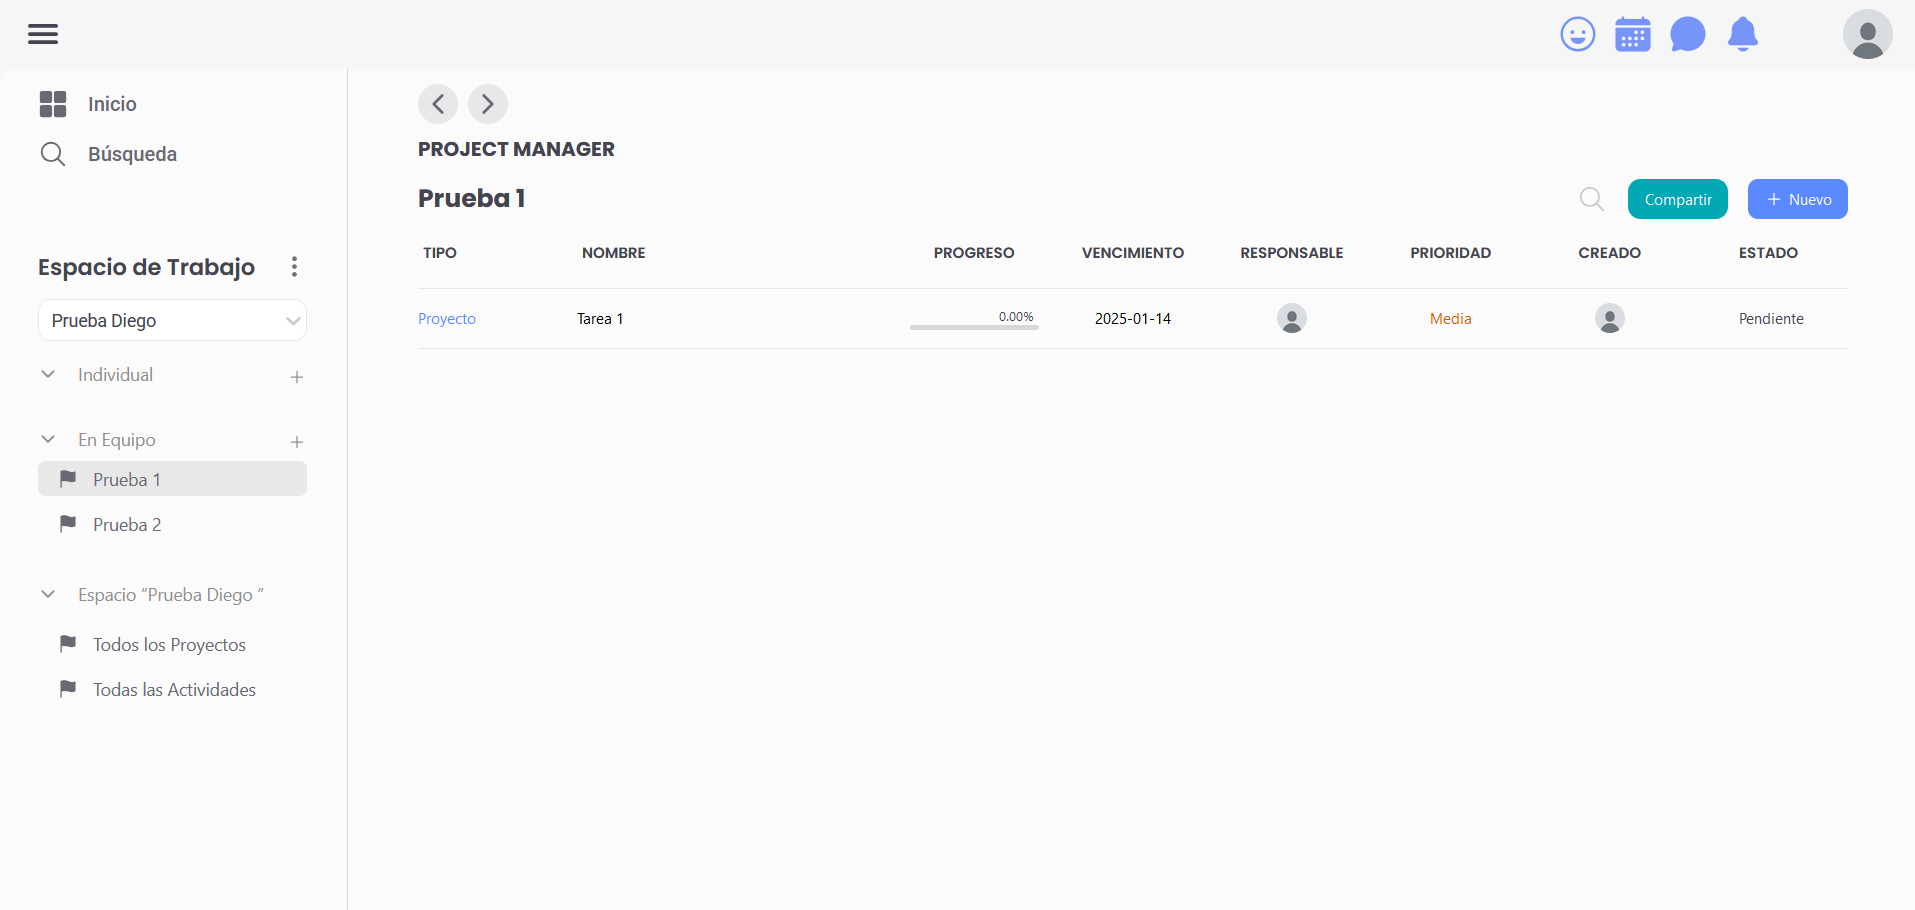 Inicio
Búsqueda
Espacio de Trabajo
Prueba Diego
Individual
En Equipo
Prueba 1
Prueba 2
Espacio “Prueba Diego ”
Todos los Proyectos
Todas las Actividades
PROJECT MANAGER
Prueba 1
Compartir
+ Nuevo
TIPO NOMBRE PROGRESO VENCIMIENTO RESPONSABLE PRIORIDAD CREADO ESTADO
Proyecto Tarea 1 0.00% 2025-01-14 Media Pendiente